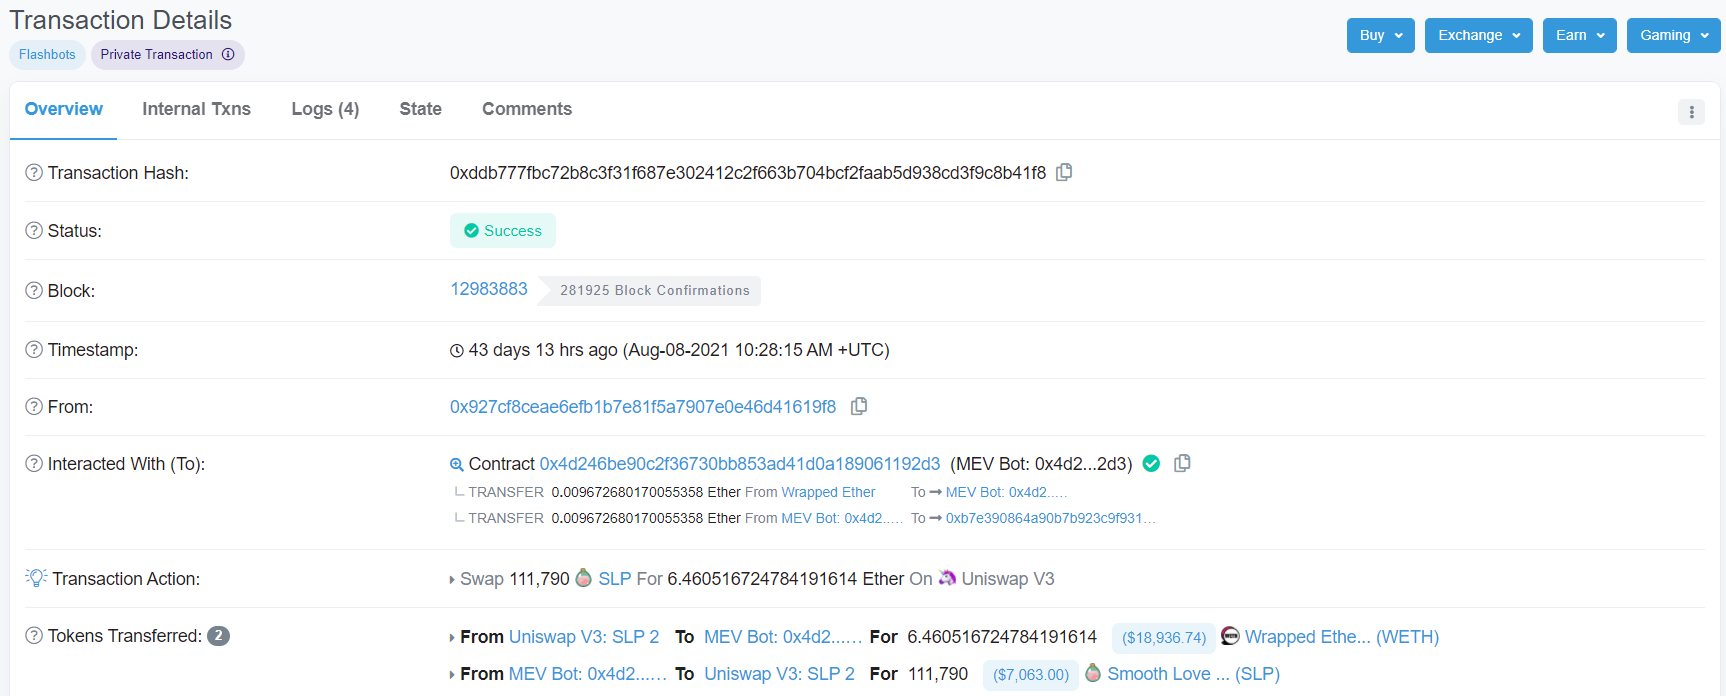 Transaction Details
Buy Exchange Earn Gaming
Flashbots Private Transaction
Overview Internal Txns Logs (4) State Comments
Transaction Hash: 0xddb777fbc72b8c3f31f687e302412c2f663b704bcf2faab5d938cd3f9c8b41f8
Status: Success
Block: 12983883 281925 Block Confirmations
Timestamp: 43 days 13 hrs ago (Aug-08-2021 10:28:15 AM +UTC)
From: 0x927cf8ceae6efb1b7e81f5a7907e0e46d41619f8
Interacted With (To): Contract 0x4d246be90c2f36730bb853ad41d0a189061192d3 (MEV Bot: 0x4d2...2d3)
TRANSFER 0.009672680170055358 Ether From Wrapped Ether To → MEV Bot: 0x4d2.....
TRANSFER 0.009672680170055358 Ether From MEV Bot: 0x4d2..... To → 0xb7e390864a90b7b923c9f931...
Transaction Action: Swap 111,790 SLP For 6.460516724784191614 Ether On Uniswap V3
Tokens Transferred: 2 From Uniswap V3: SLP 2 To MEV Bot: 0x4d2...... For 6.460516724784191614 ($18,936.74) Wrapped Ethe... (WETH)
From MEV Bot: 0x4d2...... To Uniswap V3: SLP 2 For 111,790 ($7,063.00) Smooth Love ... (SLP)